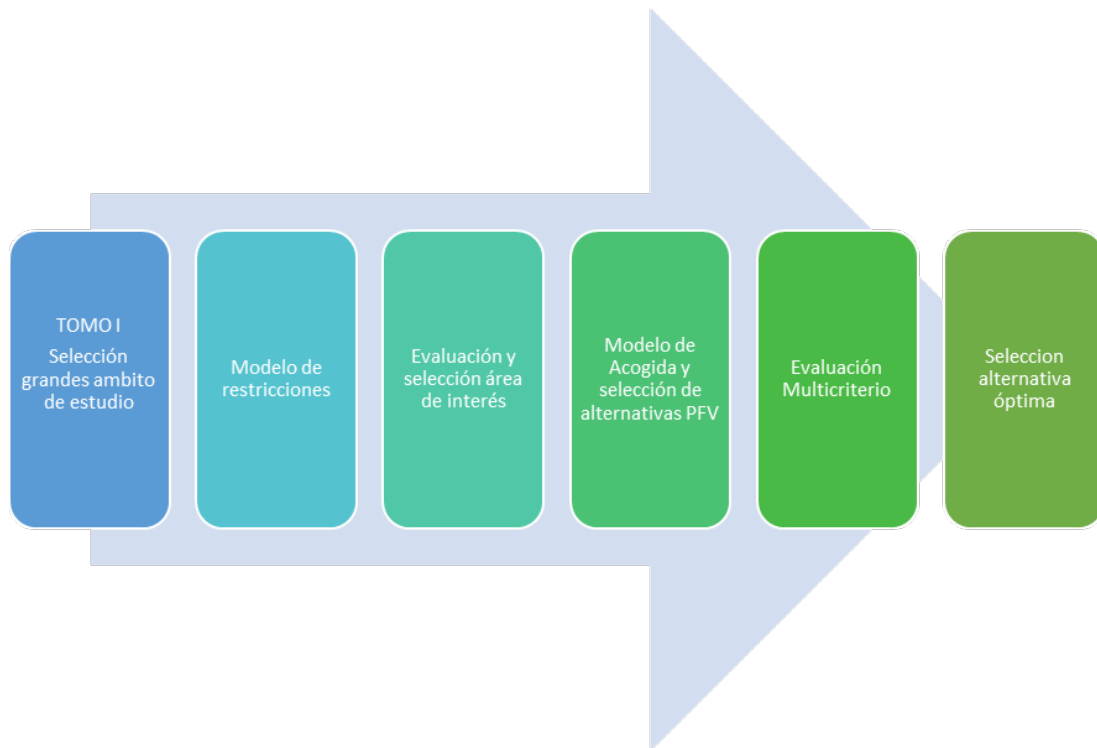 TOMO I
Selección
grandes ambito
de estudio
Modelo de
restricciones
Evaluación y
selección área
de interés
Modelo de
Acogida y
selección de
alternativas PFV
Evaluación
Multicriterio
Seleccion
alternativa
óptima